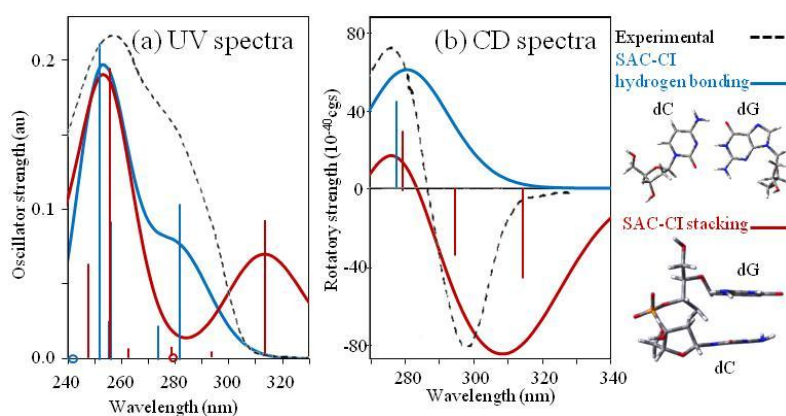 (a) UV spectra
Oscillator strength (au)
0.2
0.1
0.0
240
260
280
300
320
Wavelength (nm)
(b) CD spectra
Rotatory strength (10-40cgs)
80
40
0
-40
-80
280
300
320
340
Wavelength (nm)
Experimental
SAC-CI
hydrogen bonding
dC dG
SAC-CI stacking
dG
dC